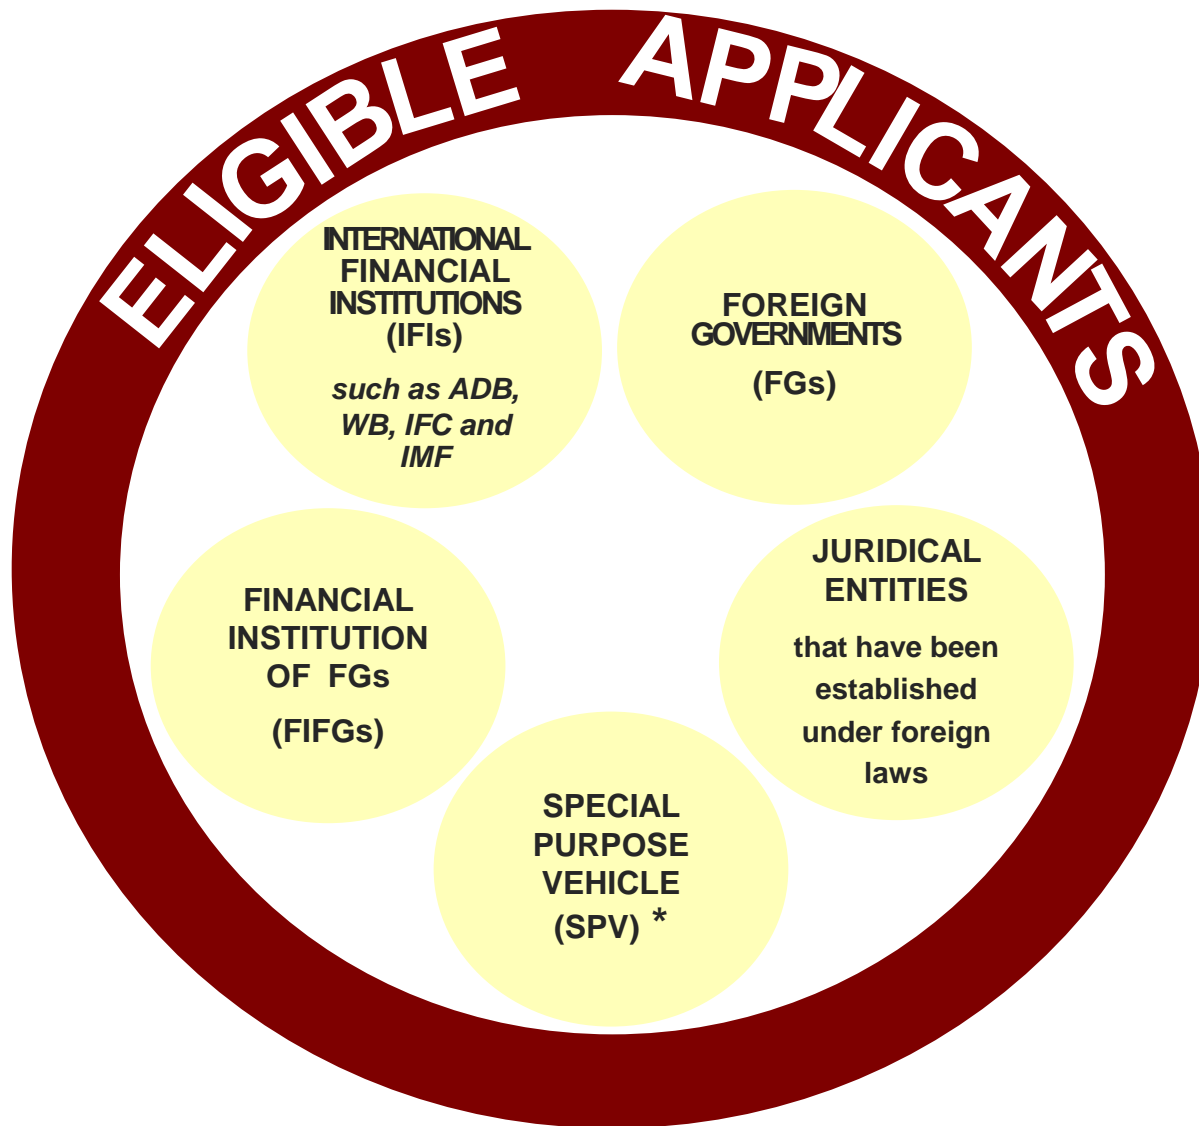 ELIGIBLE APPLICANTS
INTERNATIONAL
FINANCIAL
INSTITUTIONS
(IFIs)
such as ADB,
WB, IFC and
IMF
FOREIGN
GOVERNMENTS
(FGs)
FINANCIAL
INSTITUTION
OF FGs
(FIFGs)
JURIDICAL
ENTITIES
that have been
established
under foreign
laws
SPECIAL
PURPOSE
VEHICLE
(SPV) *